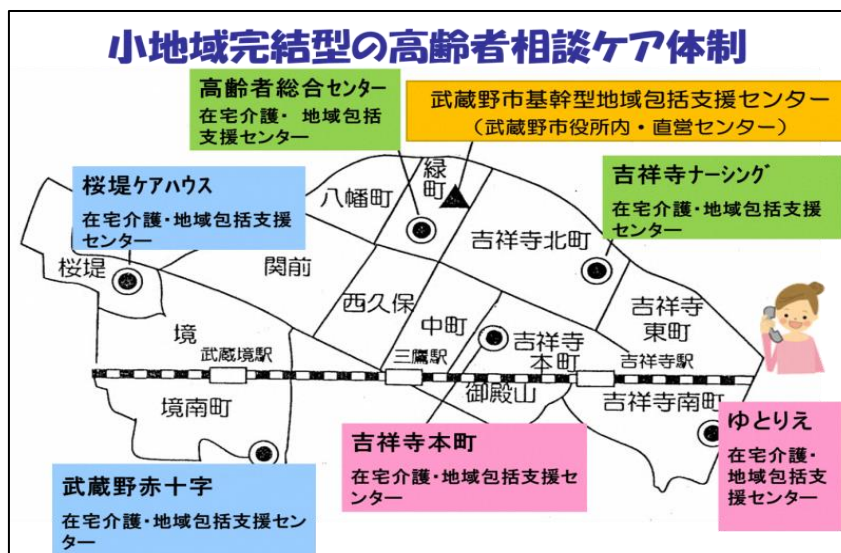 小地域完結型の高齢者相談ケア体制
高齢者総合センター
在宅介護・ 地域包括
支援センター
武蔵野市基幹型地域包括支援センター
（武蔵野市役所内・直営センター）
桜堤ケアハウス
在宅介護・地域包括支援
センター
吉祥寺ナーシング
在宅介護・地域包括支援
センター
緑町
八幡町
吉祥寺北町
桜堤
関前
西久保
中町
吉祥寺
東町
境
武蔵境駅
三鷹駅
吉祥寺
本町
吉祥寺駅
御殿山
境南町
吉祥寺南町
武蔵野赤十字
在宅介護・地域包括支援セン
ター
吉祥寺本町
在宅介護・地域包括支援セ
ンター
ゆとりえ
在宅介護・
地域包括支
援センター